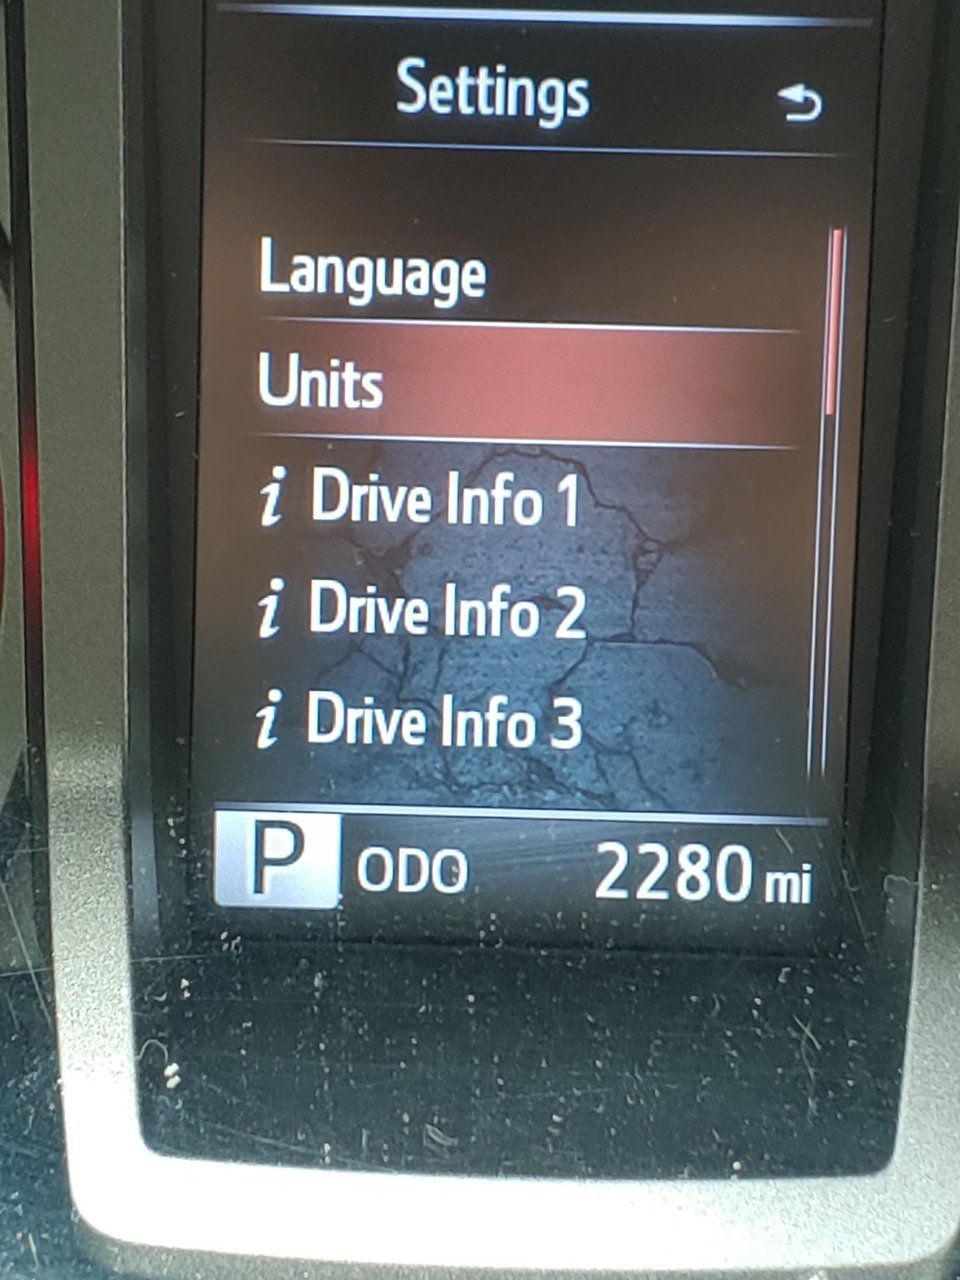 Settings
Language
Units
i Drive Info 1
i Drive Info 2
i Drive Info 3
P ODO 2280 mi